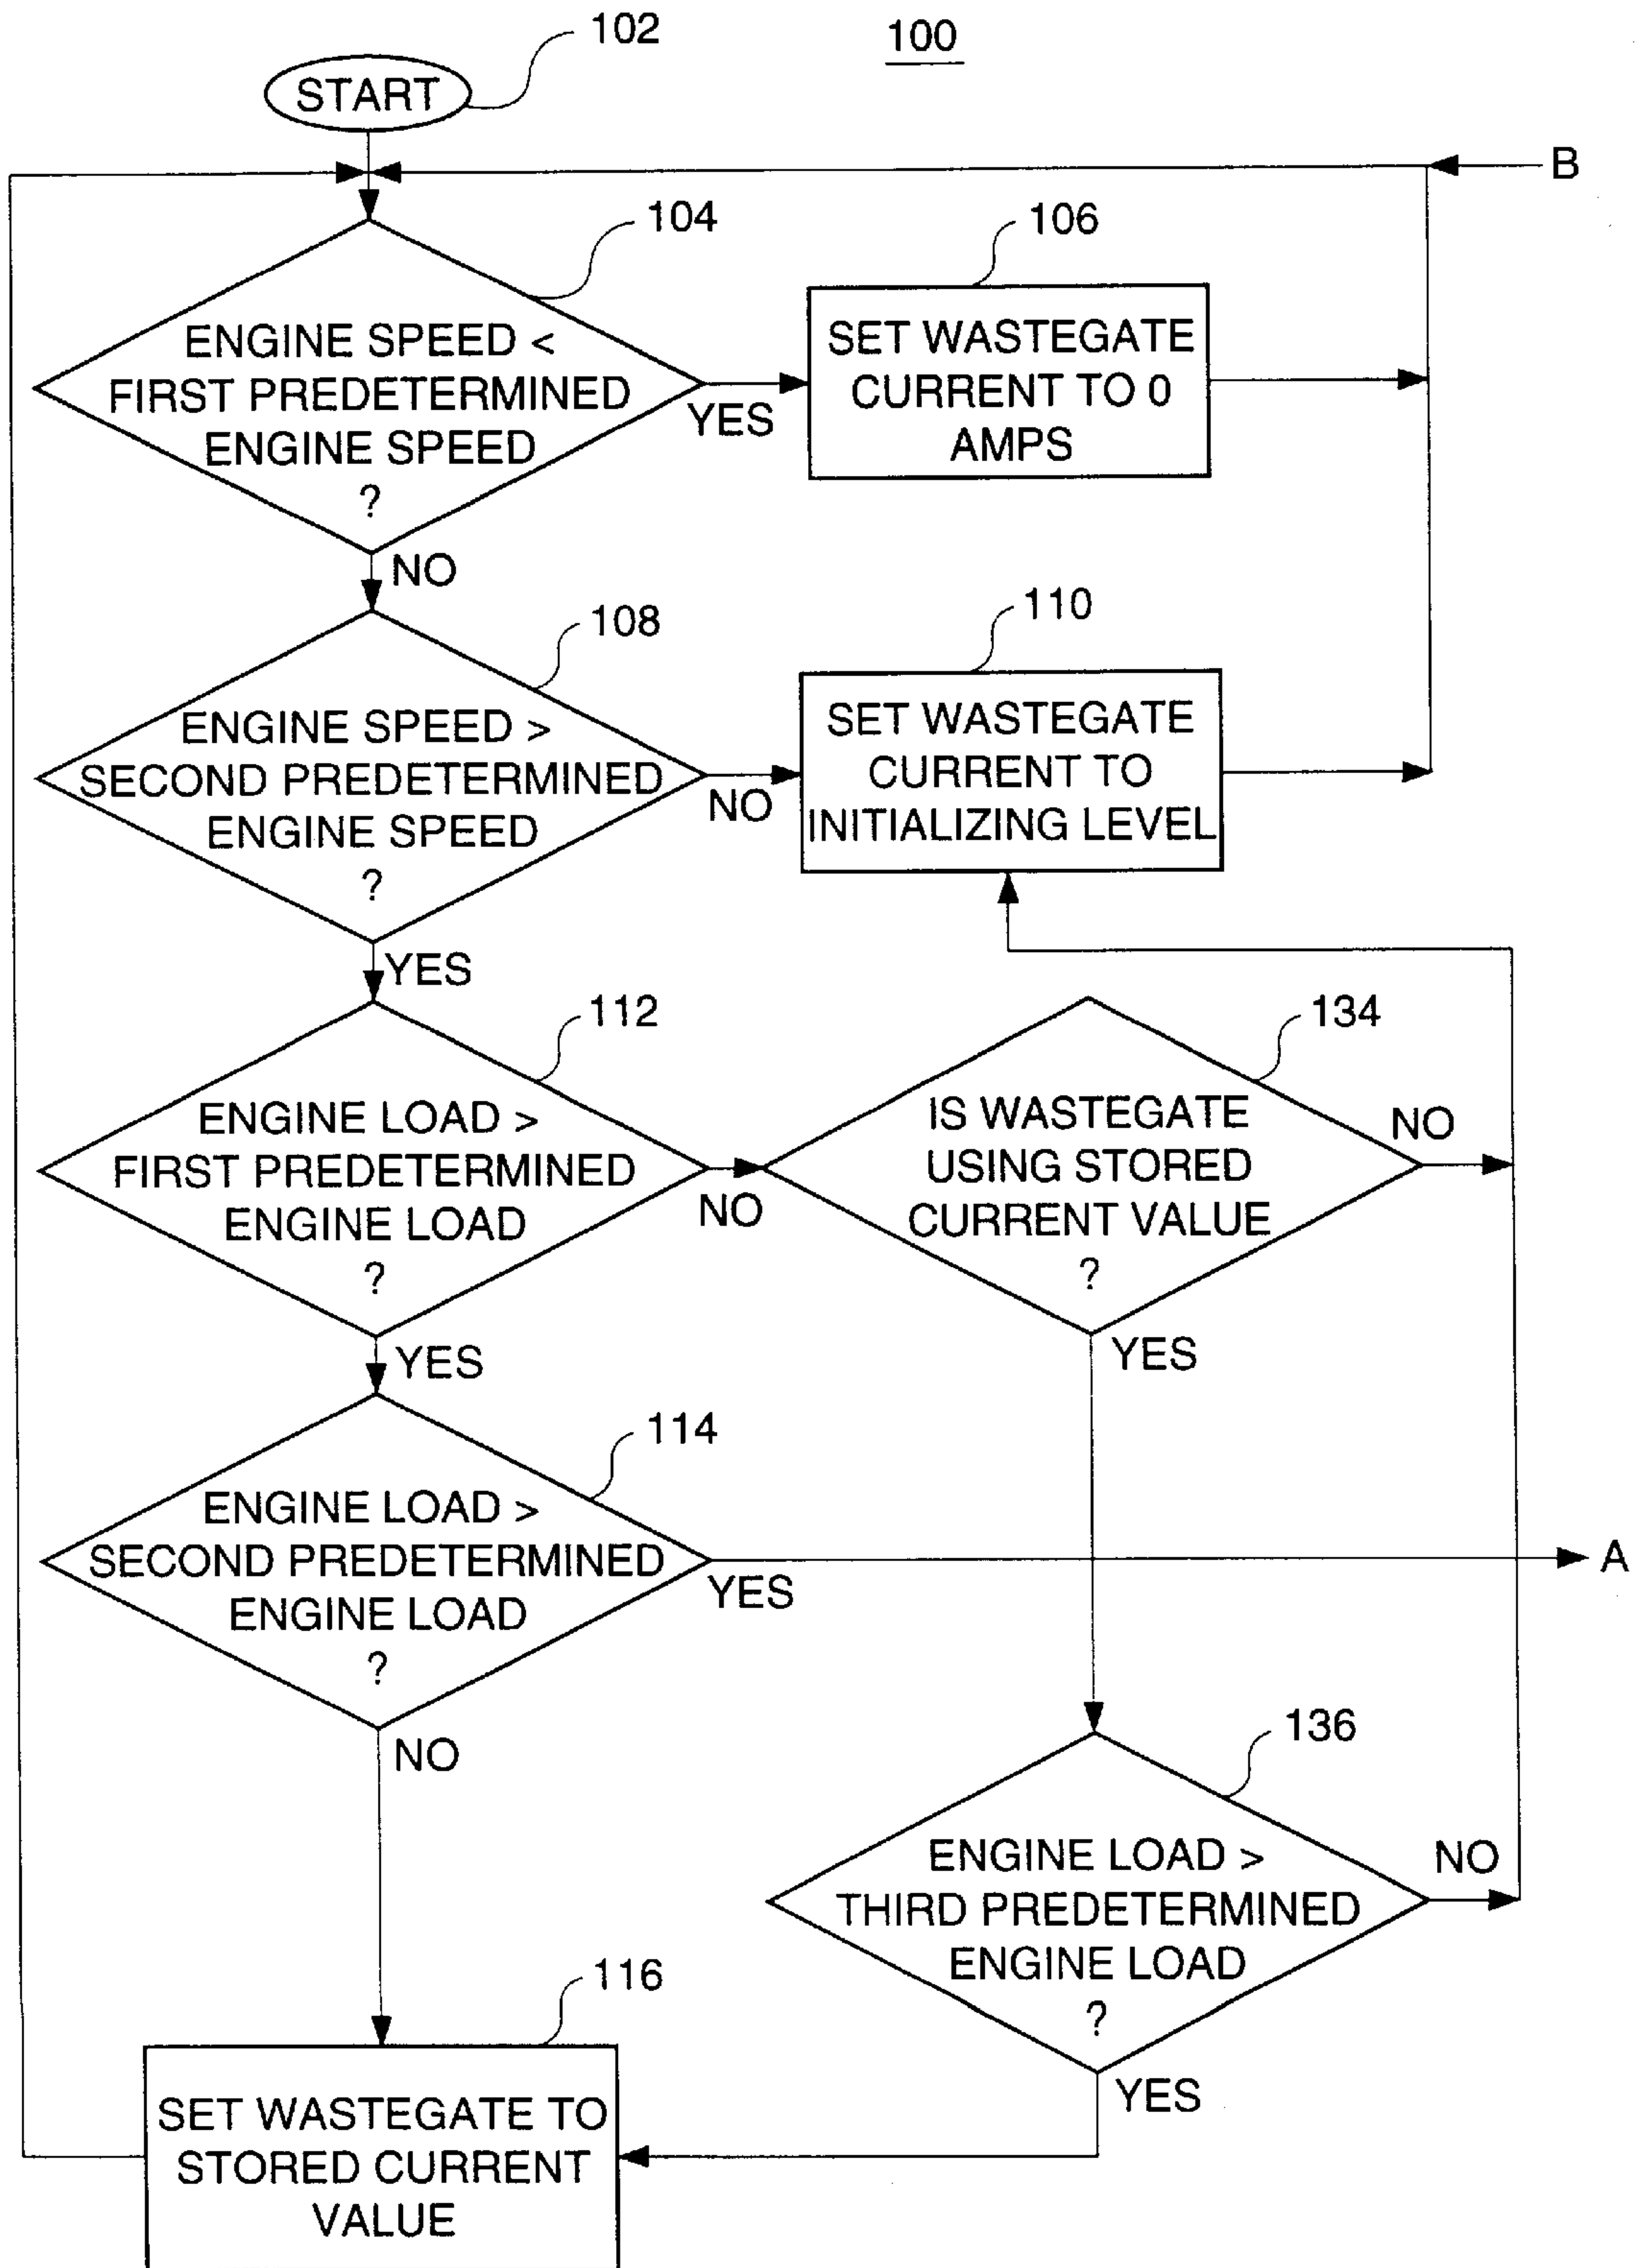 102
100
START
B
104
106
ENGINE SPEED <
FIRST PREDETERMINED
ENGINE SPEED
?
YES
SET WASTEGATE
CURRENT TO 0
AMPS
NO
108
110
ENGINE SPEED >
SECOND PREDETERMINED
ENGINE SPEED
?
NO
SET WASTEGATE
CURRENT TO
INITIALIZING LEVEL
YES
112
134
ENGINE LOAD >
FIRST PREDETERMINED
ENGINE LOAD
?
NO
IS WASTEGATE
USING STORED
CURRENT VALUE
?
NO
YES
YES
114
ENGINE LOAD >
SECOND PREDETERMINED
ENGINE LOAD
?
YES
A
NO
136
ENGINE LOAD >
THIRD PREDETERMINED
ENGINE LOAD
?
NO
YES
116
SET WASTEGATE TO
STORED CURRENT
VALUE